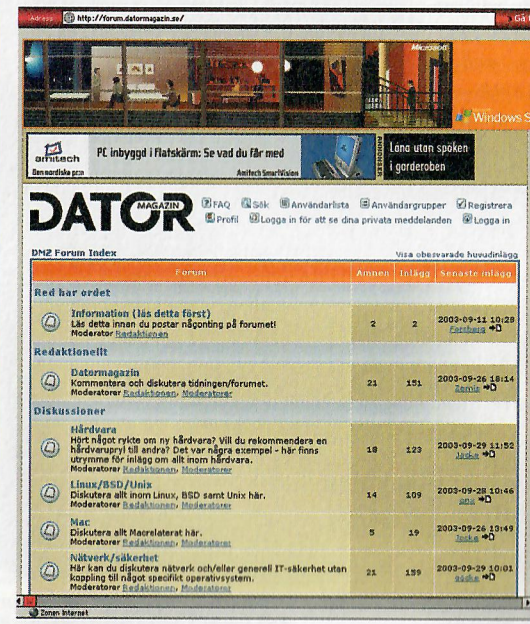 Adress http://forum.datormagazin.se/ Gå
Microsoft
Windows S
amitech
Den nordiska pc:n
PC inbyggd i flatskärm: Se vad du får med
Amitech SmartVision
ANNONSER
Låna utan spöken
i garderoben
DATOR MAGAZIN
FAQ Sök Användarlista Användargrupper Registrera
Profil Logga in för att se dina privata meddelanden Logga in
DMZ Forum Index Visa obesvarade huvudinlägg
Forum Ämnen Inlägg Senaste inlägg
Red har ordet
Information (läs detta först)
Läs detta innan du postar någonting på forumet!
Moderator Redaktionen
2 2 2003-09-11 10:28
Forsberg
Redaktionellt
Datormagazin
Kommentera och diskutera tidningen/forumet.
Moderatorer Redaktionen, Moderatorer
21 151 2003-09-26 18:14
Diskussioner
Hårdvara
Hört något rykte om ny hårdvara? Vill du rekommendera en
hårdvarupryl till andra? Det var några exempel - här finns
utrymme för inlägg om allt inom hårdvara.
Moderatorer Redaktionen, Moderatorer
18 123 2003-09-29 11:52
Linux/BSD/Unix
Diskutera allt inom Linux, BSD samt Unix här.
Moderatorer Redaktionen, Moderatorer
14 109 2003-09-28 10:46
Mac
Diskutera allt Macrelaterat här.
Moderatorer Redaktionen, Moderatorer
5 19 2003-09-26 13:49
Nätverk/säkerhet
Här kan du diskutera nätverk och/eller generell IT-säkerhet utan
koppling till något specifikt operativsystem.
Moderatorer Redaktionen, Moderatorer
21 159 2003-09-29 10:01
Zonen Internet